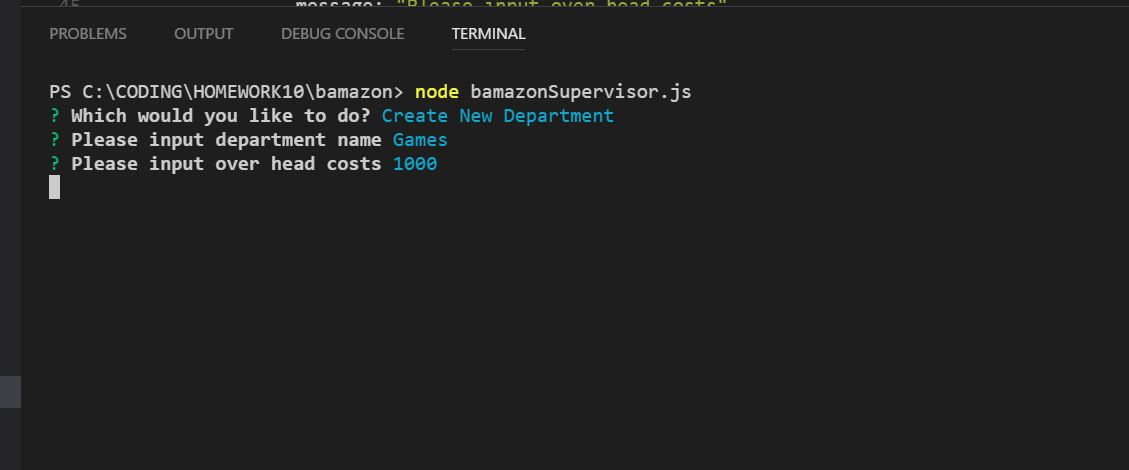 45 message: "Please input over head costs"
PROBLEMS OUTPUT DEBUG CONSOLE TERMINAL
PS C:\CODING\HOMEWORK10\bamazon> node bamazonSupervisor.js
? Which would you like to do? Create New Department
? Please input department name Games
? Please input over head costs 1000